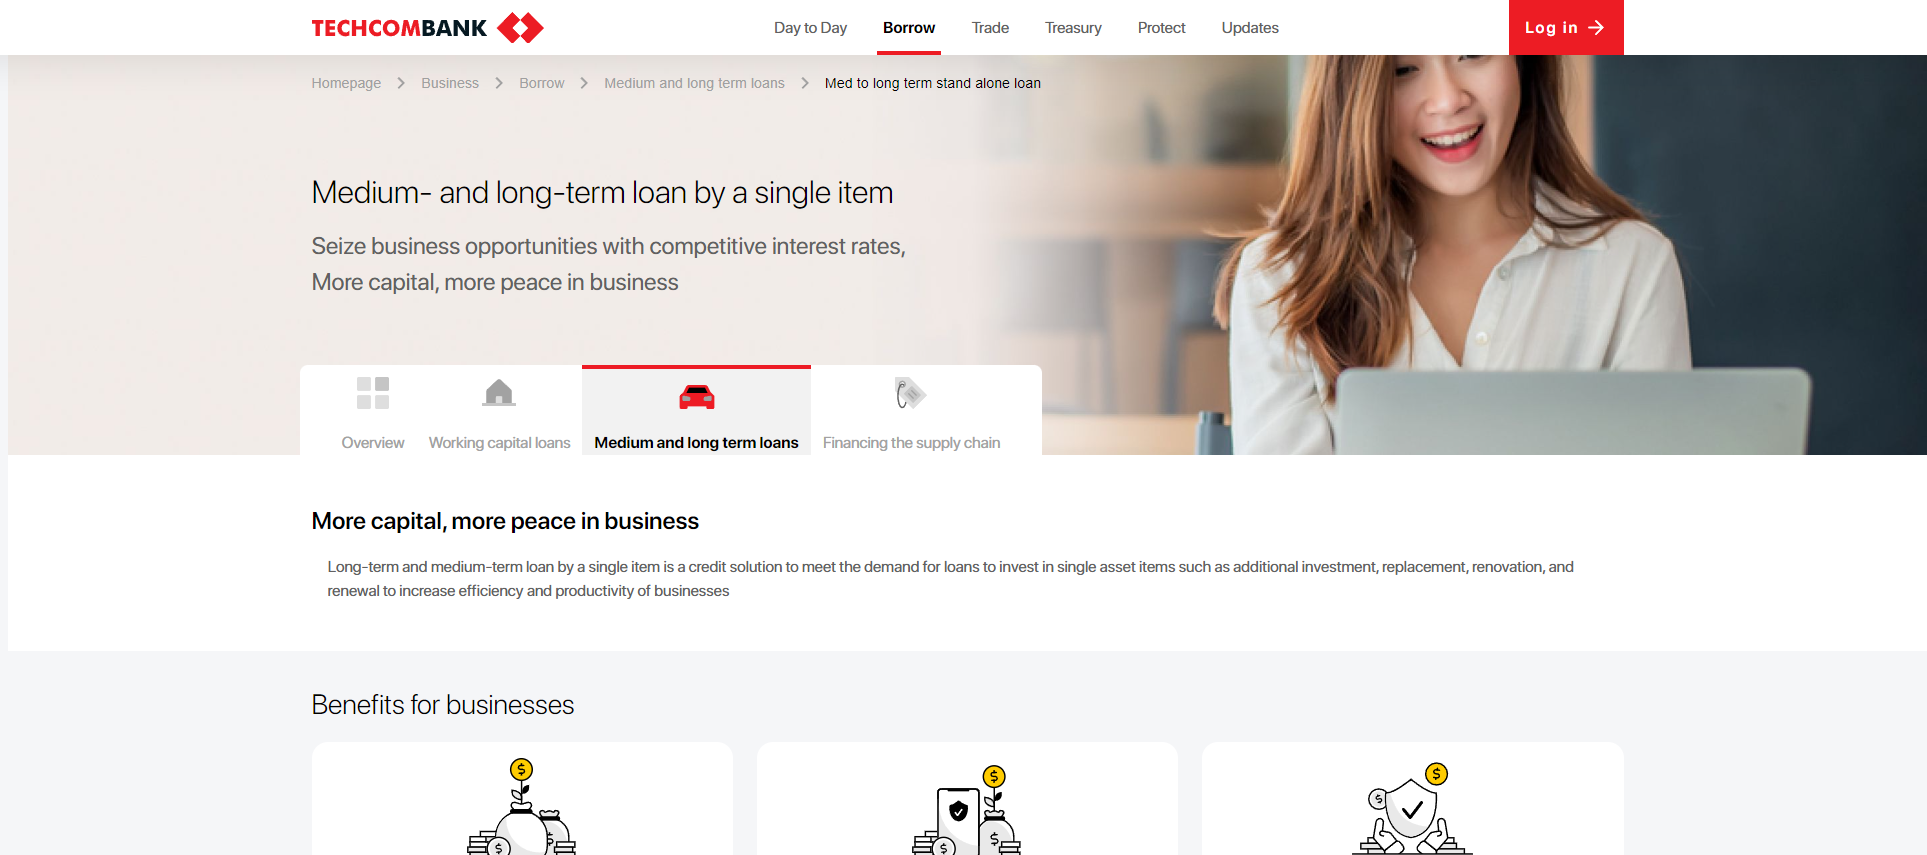 TECHCOMBANK
Day to Day
Borrow
Trade
Treasury
Protect
Updates
Log in
Homepage
Business
Borrow
Medium and long term loans
Med to long term stand alone loan
Medium- and long-term loan by a single item
Seize business opportunities with competitive interest rates,
More capital, more peace in business
Overview
Working capital loans
Medium and long term loans
Financing the supply chain
More capital, more peace in business
Long-term and medium-term loan by a single item is a credit solution to meet the demand for loans to invest in single asset items such as additional investment, replacement, renovation, and
renewal to increase efficiency and productivity of businesses
Benefits for businesses